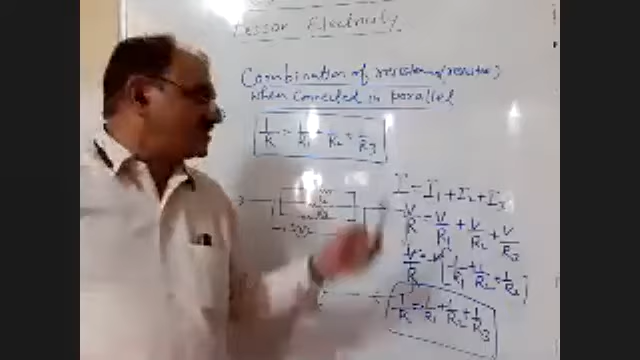 Lesson Electricity
Combination of resistors (resistors)
when connected in parallel
1/R = 1/R1 + 1/R2 = 1/R3
I = I1 + I2 + I3
V/R = V/R1 + V/R2 + V/R3
V/R = V [1/R1 + 1/R2 + 1/R3]
1/R = 1/R1 + 1/R2 + 1/R3